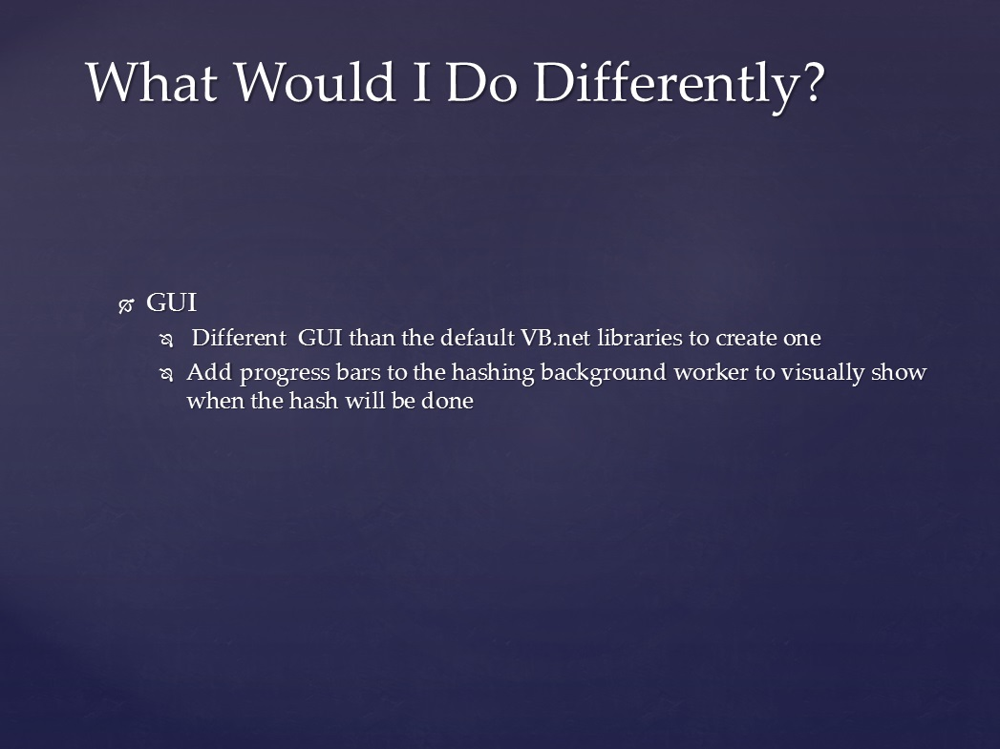 What Would I Do Differently?
GUI
Different GUI than the default VB.net libraries to create one
Add progress bars to the hashing background worker to visually show
when the hash will be done